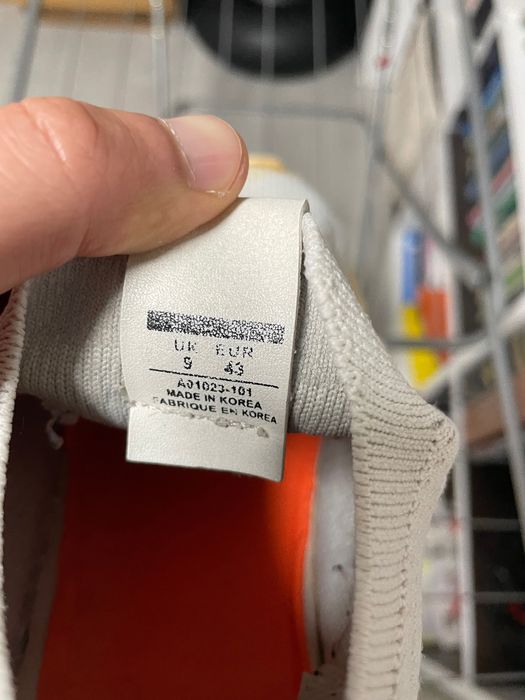 UK EUR
9 43
A01023-101
MADE IN KOREA
FABRIQUE EN KOREA